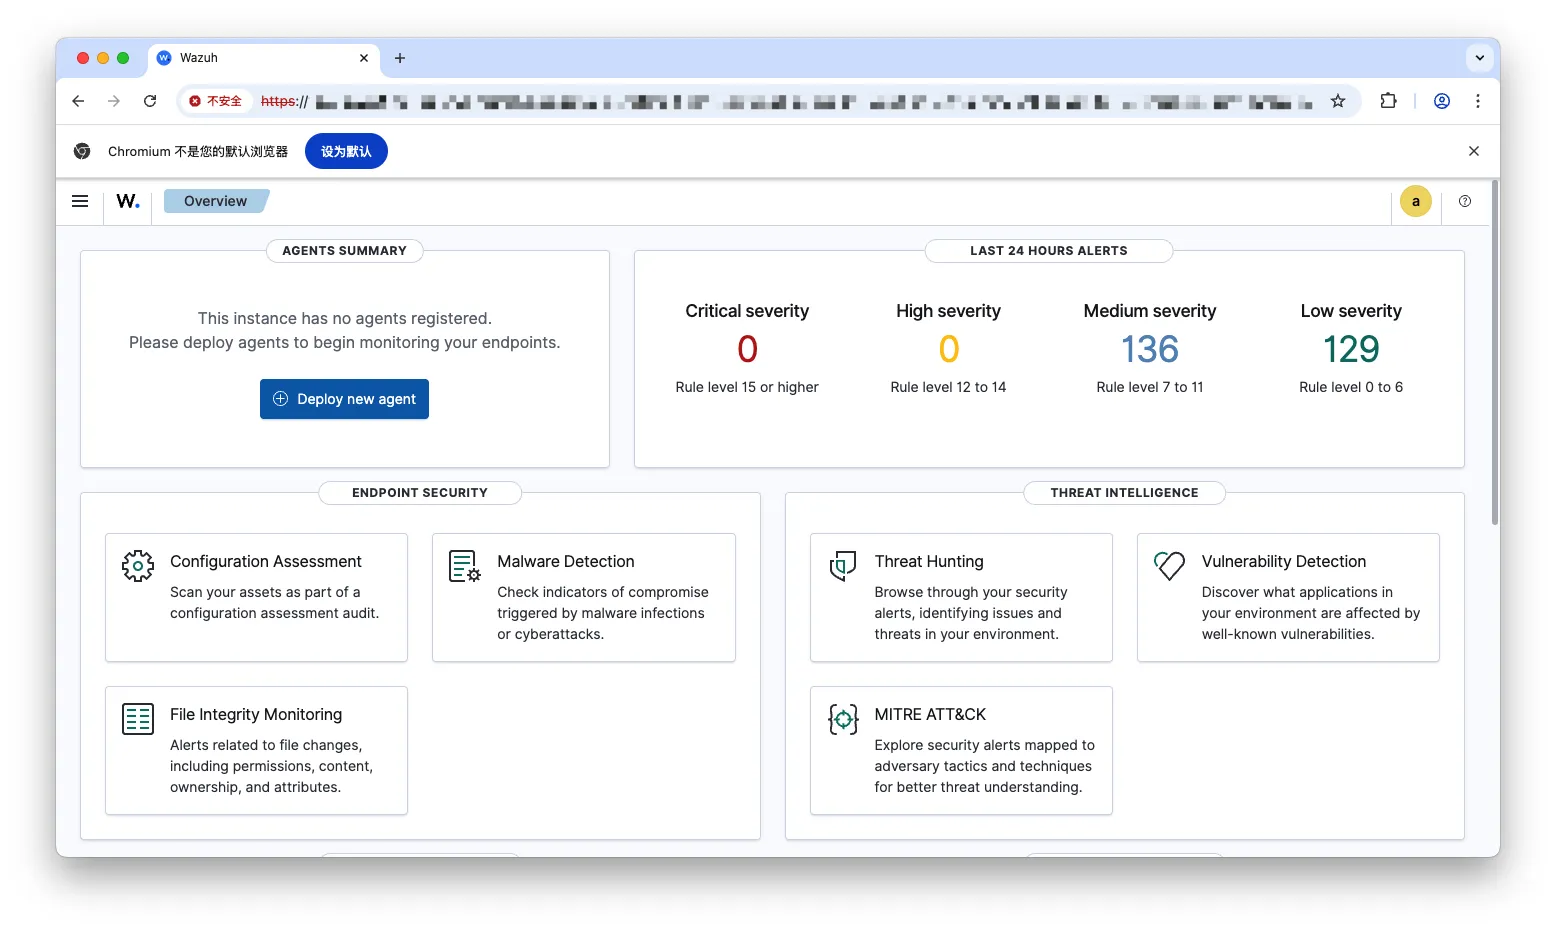 Wazuh
不安全 https://
Chromium 不是您的默认浏览器 设为默认
W. Overview a
AGENTS SUMMARY
This instance has no agents registered.
Please deploy agents to begin monitoring your endpoints.
Deploy new agent
LAST 24 HOURS ALERTS
Critical severity
0
Rule level 15 or higher
High severity
0
Rule level 12 to 14
Medium severity
136
Rule level 7 to 11
Low severity
129
Rule level 0 to 6
ENDPOINT SECURITY
Configuration Assessment
Scan your assets as part of a
configuration assessment audit.
Malware Detection
Check indicators of compromise
triggered by malware infections
or cyberattacks.
File Integrity Monitoring
Alerts related to file changes,
including permissions, content,
ownership, and attributes.
THREAT INTELLIGENCE
Threat Hunting
Browse through your security
alerts, identifying issues and
threats in your environment.
Vulnerability Detection
Discover what applications in
your environment are affected by
well-known vulnerabilities.
MITRE ATT&CK
Explore security alerts mapped to
adversary tactics and techniques
for better threat understanding.